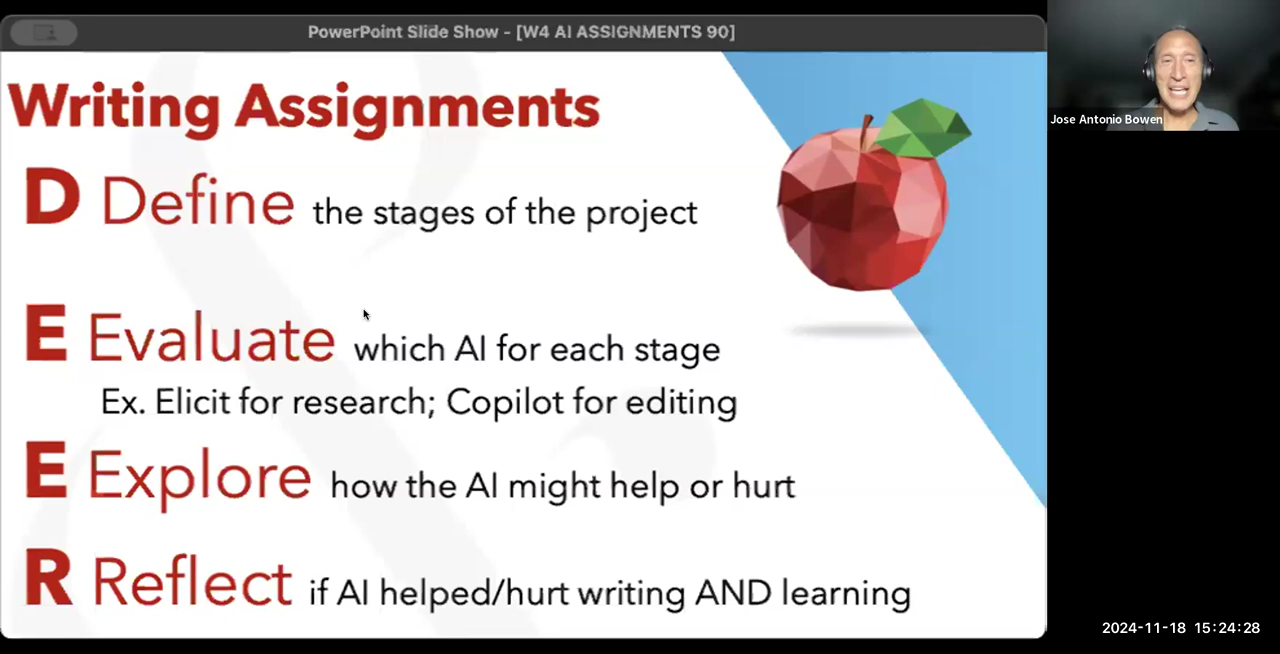 PowerPoint Slide Show - [W4 AI ASSIGNMENTS 90]
Writing Assignments
D Define the stages of the project
E Evaluate which AI for each stage
Ex. Elicit for research; Copilot for editing
E Explore how the AI might help or hurt
R Reflect if AI helped/hurt writing AND learning
Jose Antonio Bowen
2024-11-18 15:24:28